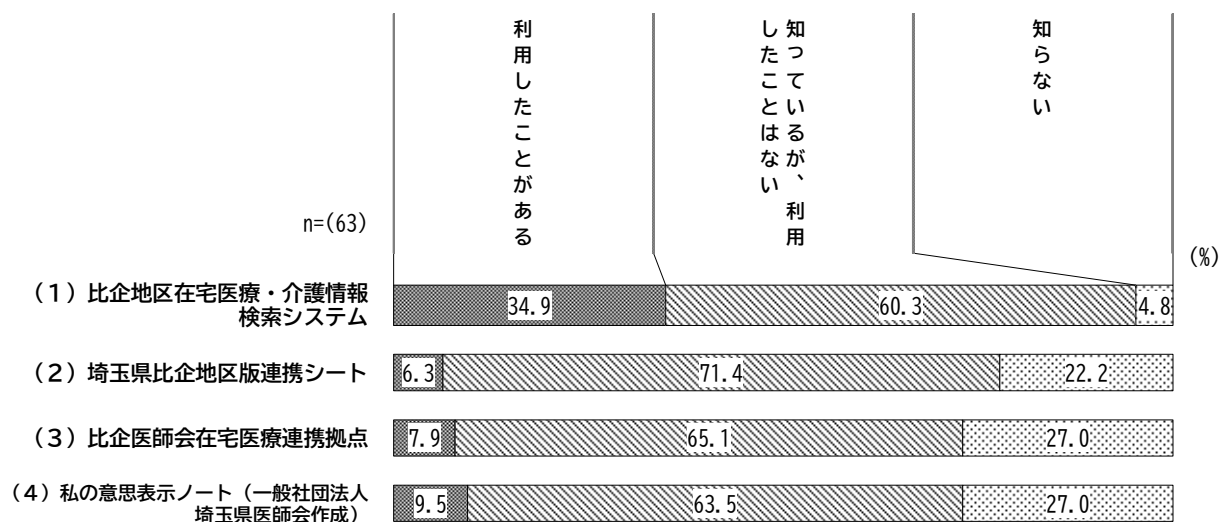 利用したことがある
知っているが、利用
したことはない
知らない
n=(63)
(%)
(1)比企地区在宅医療・介護情報
検索システム
34.9
60.3
4.8
(2)埼玉県比企地区版連携シート
6.3
71.4
22.2
(3)比企医師会在宅医療連携拠点
7.9
65.1
27.0
(4)私の意思表示ノート(一般社団法人
埼玉県医師会作成)
9.5
63.5
27.0